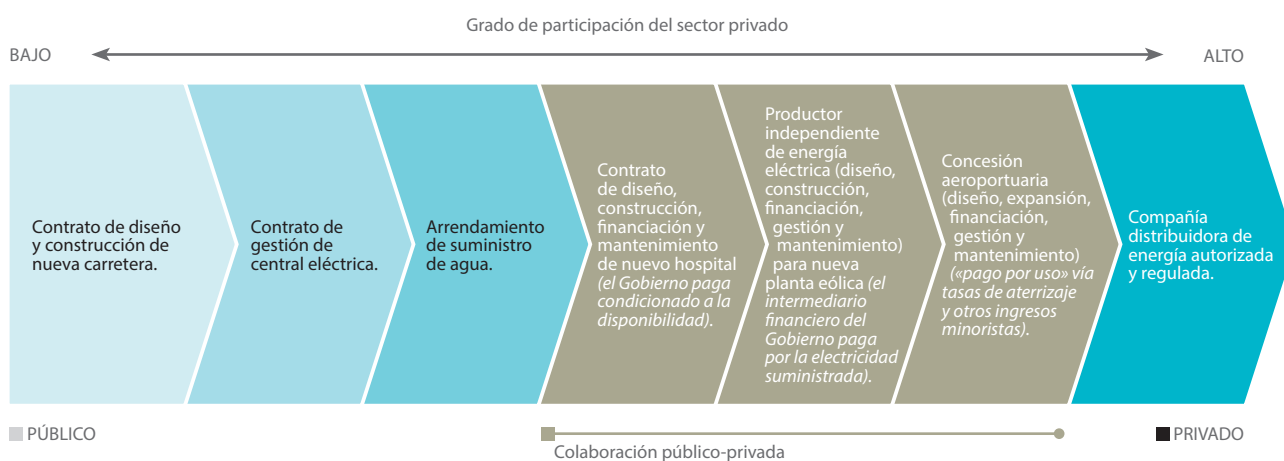 Grado de participación del sector privado
BAJO
ALTO
Contrato de diseño
y construcción de
nueva carretera.
Contrato de
gestión de
central eléctrica.
Arrendamiento
de suministro
de agua.
Contrato
de diseño,
construcción,
financiación y
mantenimiento
de nuevo hospital
(el Gobierno paga
condicionado a la
disponibilidad).
Productor
independiente
de energía
eléctrica (diseño,
construcción,
financiación,
gestión y
mantenimiento)
para nueva
planta eólica (el
intermediario
financiero del
Gobierno paga
por la electricidad
suministrada).
Concesión
aeroportuaria
(diseño, expansión,
financiación,
gestión y
mantenimiento)
(«pago por uso» vía
tasas de aterrizaje
y otros ingresos
minoristas).
Compañía
distribuidora de
energía autorizada
y regulada.
PÚBLICO
Colaboración público-privada
PRIVADO